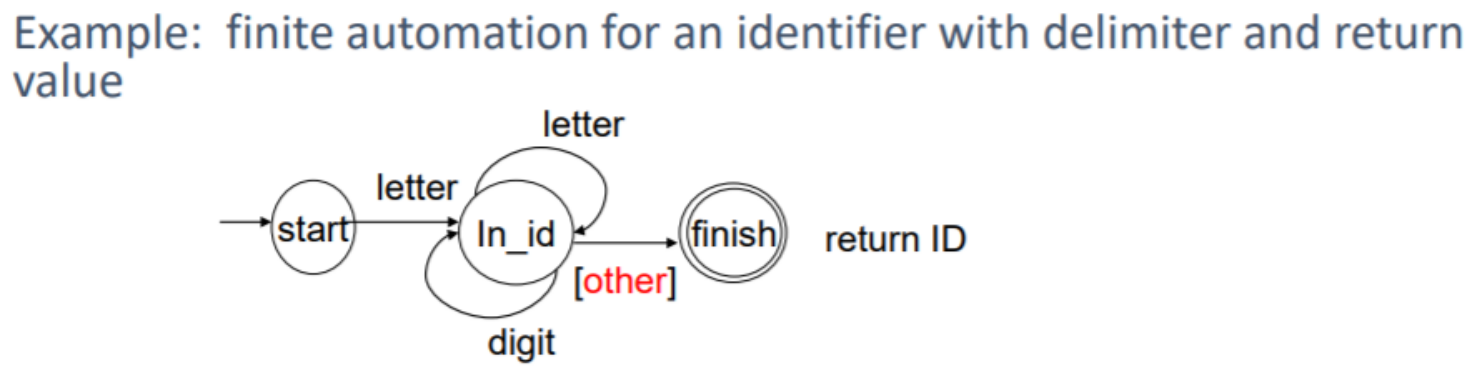 Example: finite automation for an identifier with delimiter and return
value
letter
letter
start
In_id
finish
return ID
[other]
digit